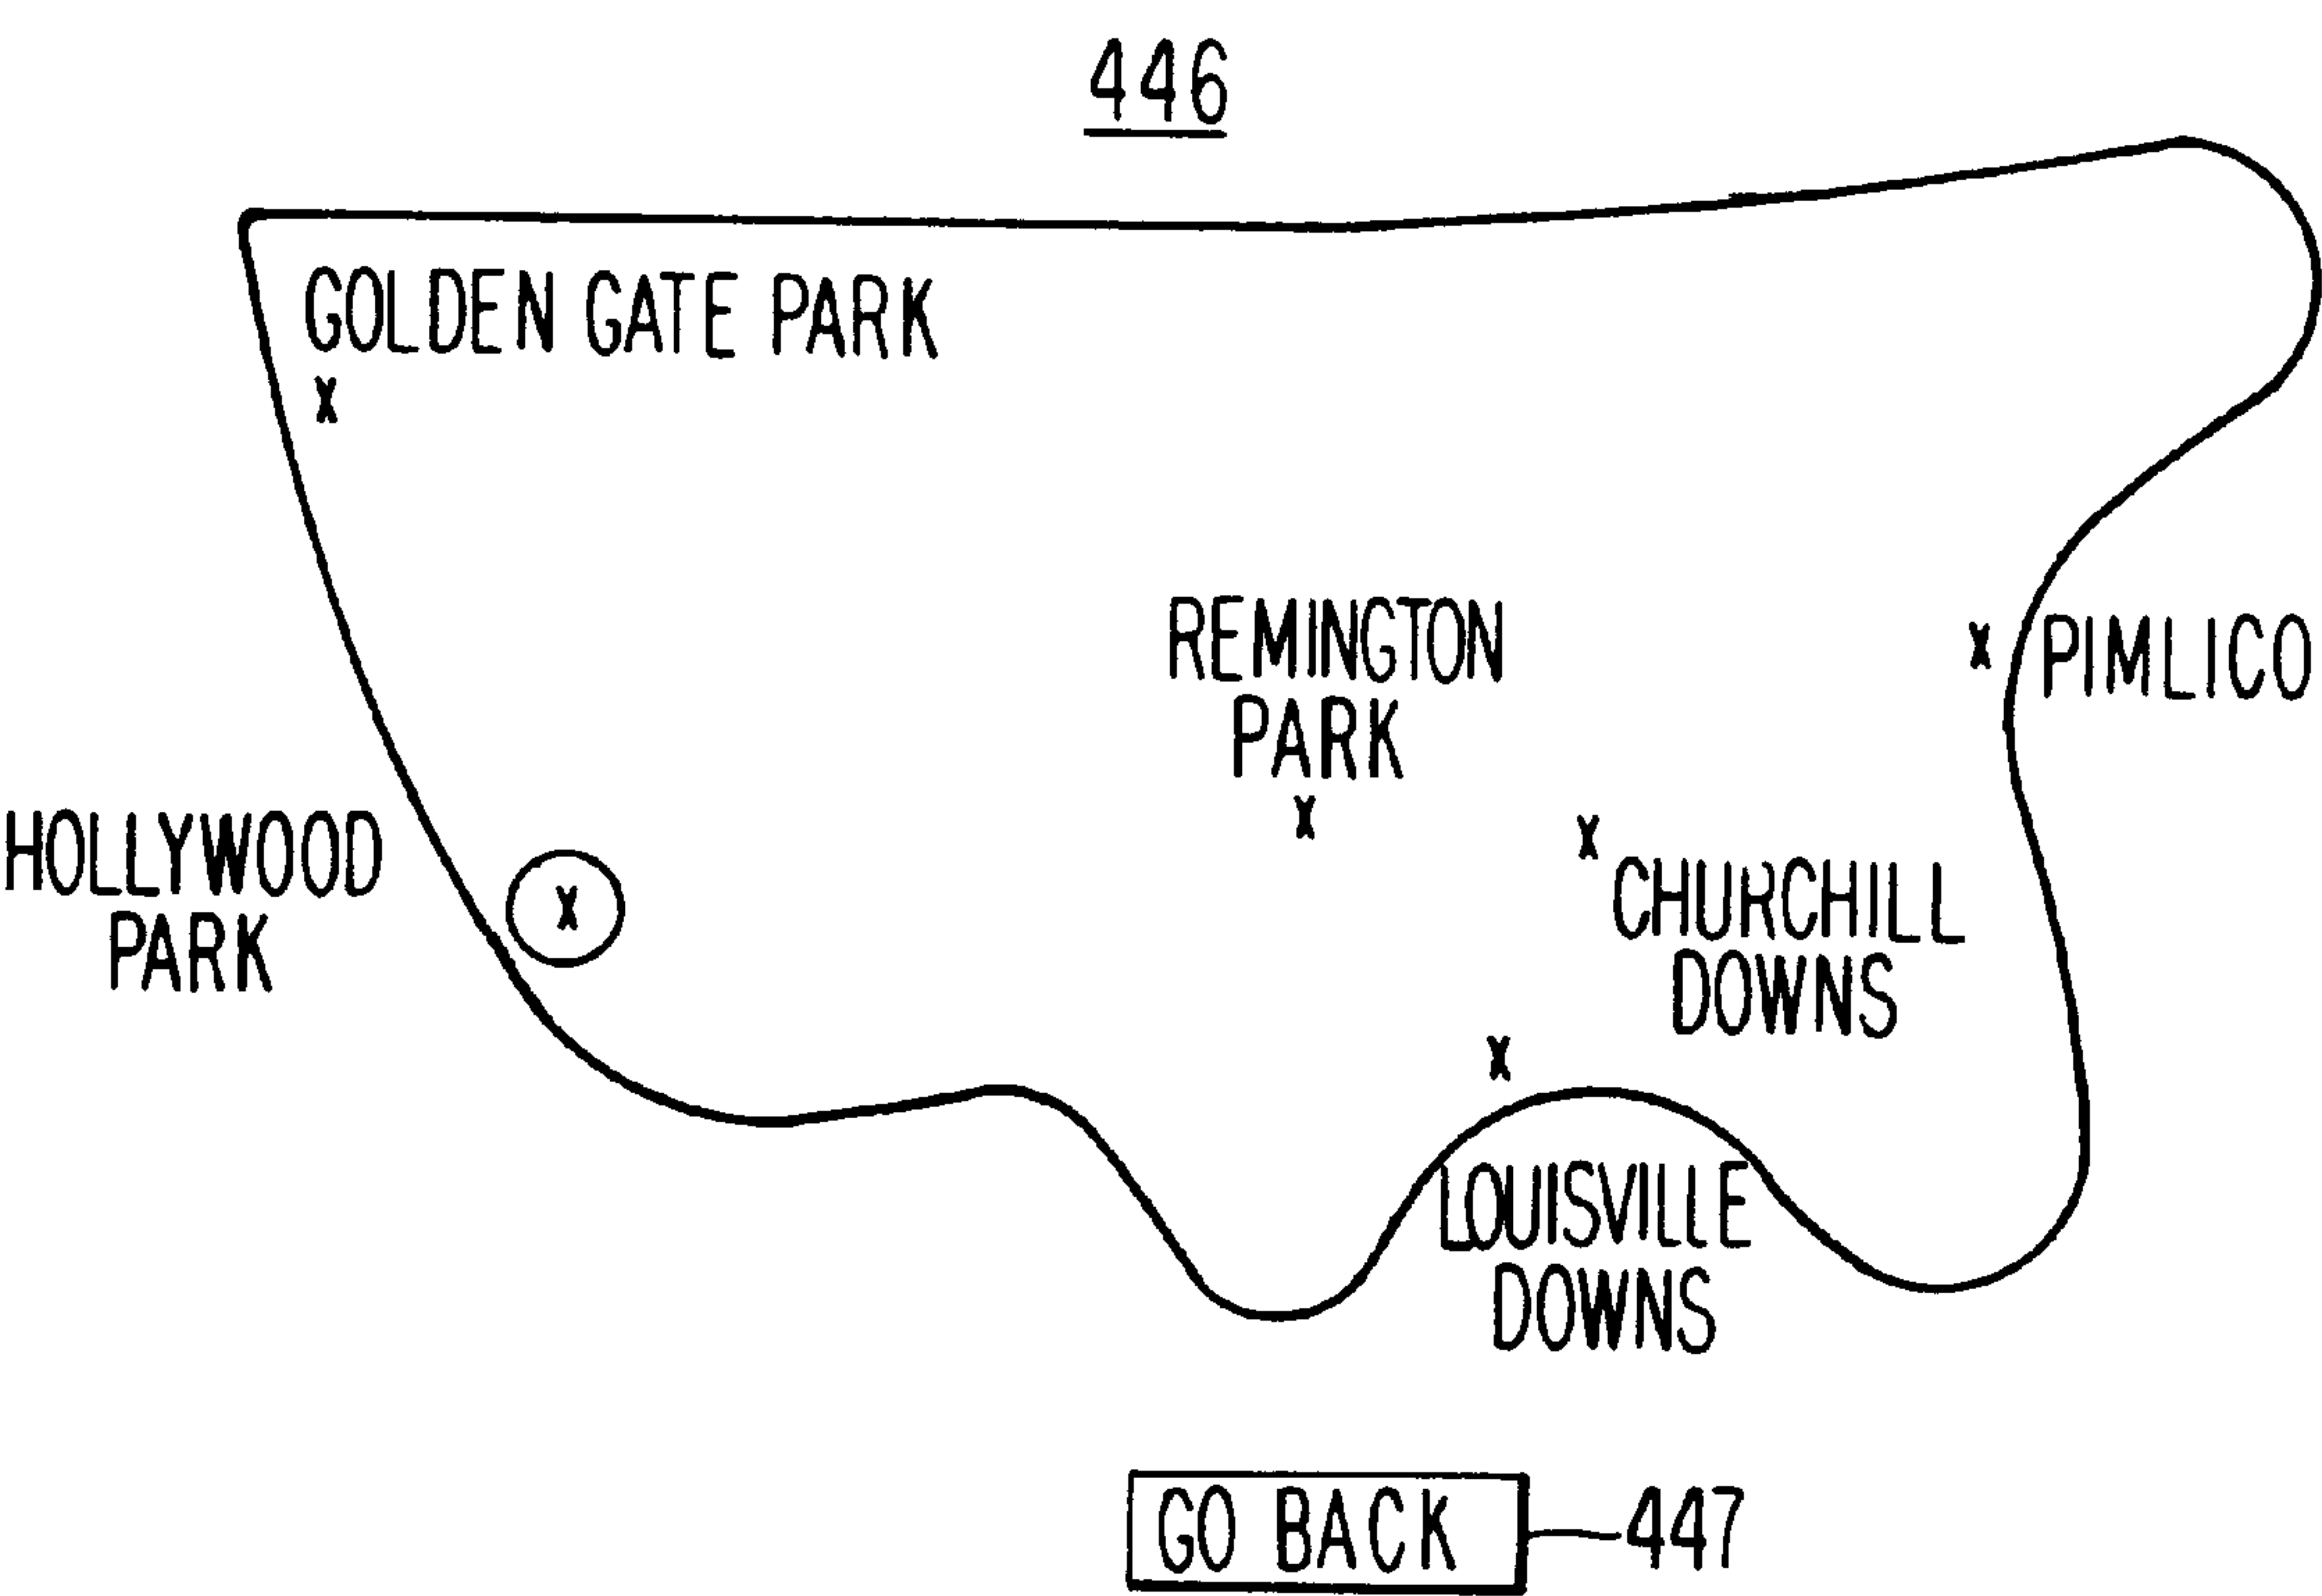 446
GOLDEN GATE PARK
X
REMINGTON
PARK
X
X PIMLICO
HOLLYWOOD
PARK
X
X
CHURCHILL
DOWNS
X
LOUISVILLE
DOWNS
GO BACK 447